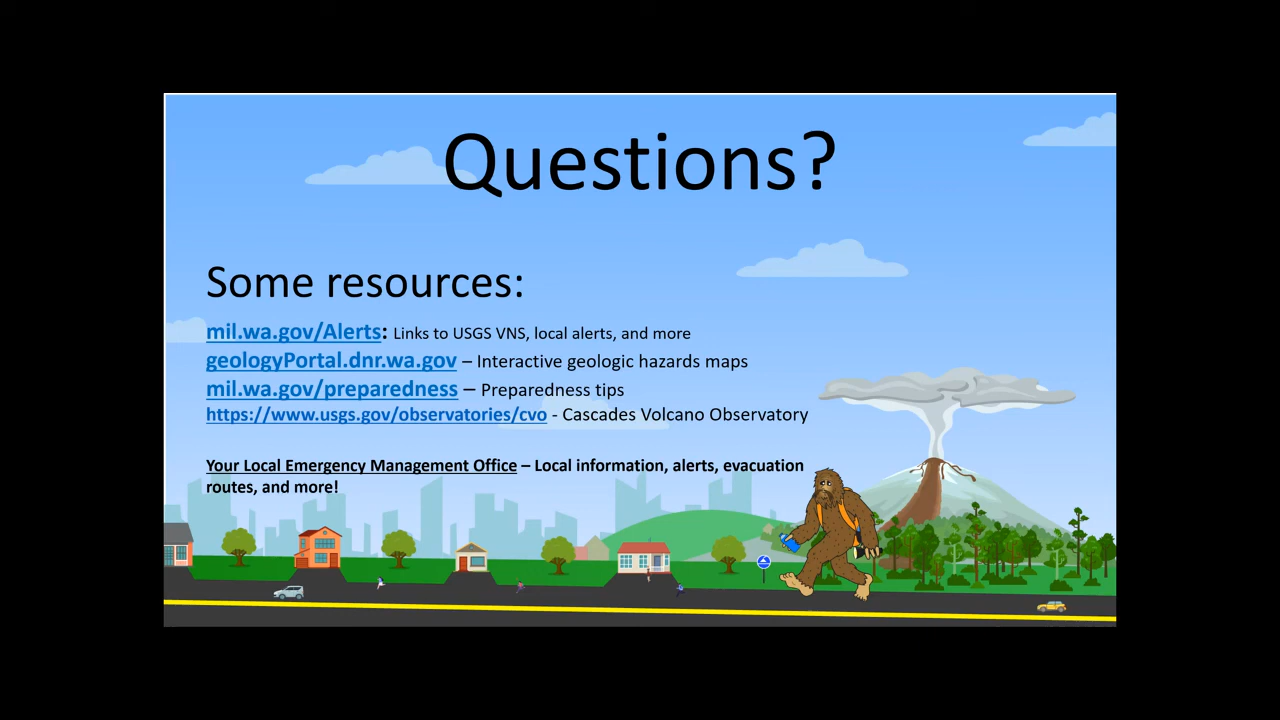 Questions?
Some resources:
mil.wa.gov/Alerts: Links to USGS VNS, local alerts, and more
geologyPortal.dnr.wa.gov – Interactive geologic hazards maps
mil.wa.gov/preparedness – Preparedness tips
https://www.usgs.gov/observatories/cvo - Cascades Volcano Observatory
Your Local Emergency Management Office – Local information, alerts, evacuation
routes, and more!